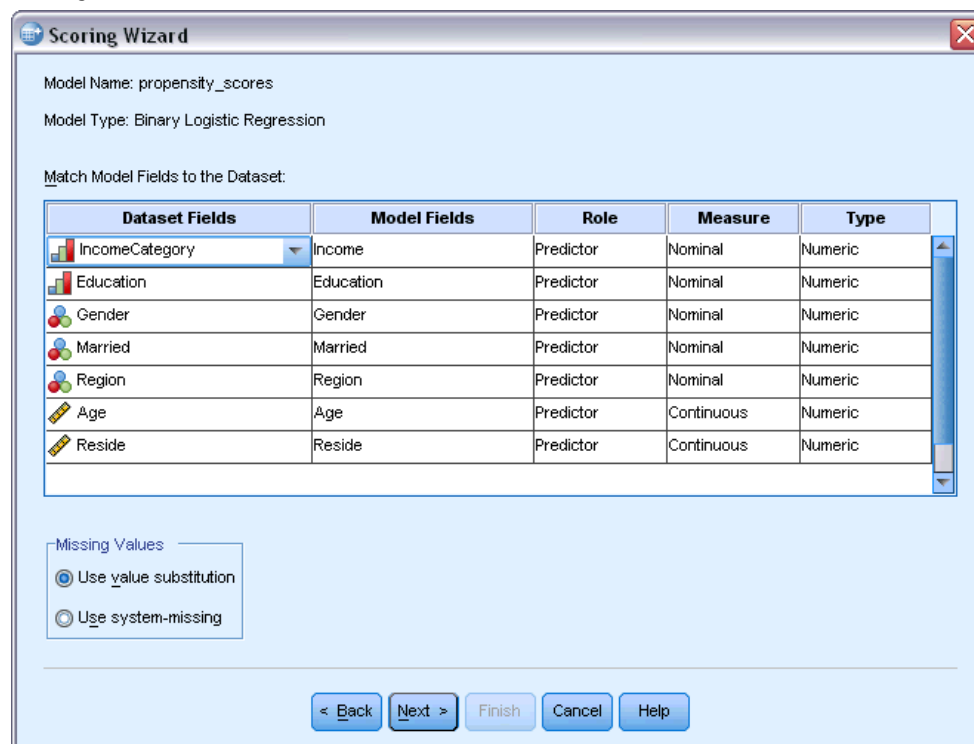 Scoring Wizard
Model Name: propensity_scores
Model Type: Binary Logistic Regression
Match Model Fields to the Dataset:
Dataset Fields Model Fields Role Measure Type
IncomeCategory Income Predictor Nominal Numeric
Education Education Predictor Nominal Numeric
Gender Gender Predictor Nominal Numeric
Married Married Predictor Nominal Numeric
Region Region Predictor Nominal Numeric
Age Age Predictor Continuous Numeric
Reside Reside Predictor Continuous Numeric
Missing Values
Use value substitution
Use system-missing
< Back Next > Finish Cancel Help